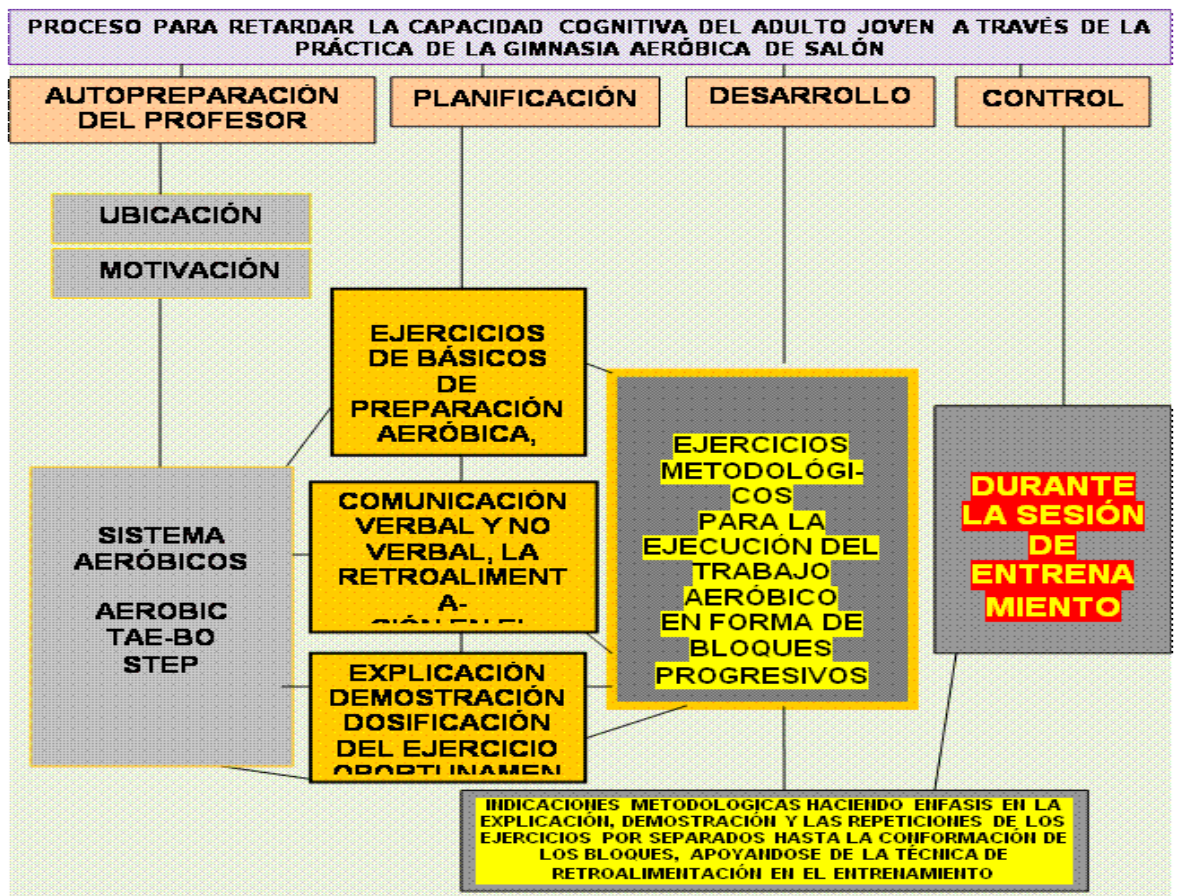 PROCESO PARA RETARDAR LA CAPACIDAD COGNITIVA DEL ADULTO JOVEN A TRAVÉS DE LA
PRÁCTICA DE LA GIMNASIA AERÓBICA DE SALÓN
AUTOPREPARACIÓN
DEL PROFESOR
PLANIFICACIÓN
DESARROLLO
CONTROL
UBICACIÓN
MOTIVACIÓN
SISTEMA
AERÓBICOS
AEROBIC
TAE-BO
STEP
EJERCICIOS
DE BÁSICOS
DE
PREPARACIÓN
AERÓBICA,
COMUNICACIÓN
VERBAL Y NO
VERBAL, LA
RETROALIMENT
A-
CIÓN EN EL
EXPLICACIÓN
DEMOSTRACIÓN
DOSIFICACIÓN
DEL EJERCICIO
OPORTUNAMEN
EJERCICIOS
METODOLÓGI-
COS
PARA LA
EJECUCIÓN DEL
TRABAJO
AERÓBICO
EN FORMA DE
BLOQUES
PROGRESIVOS
DURANTE
LA SESIÓN
DE
ENTRENA
MIENTO
INDICACIONES METODOLOGICAS HACIENDO ENFASIS EN LA
EXPLICACIÓN, DEMOSTRACIÓN Y LAS REPETICIONES DE LOS
EJERCICIOS POR SEPARADOS HASTA LA CONFORMACIÓN DE
LOS BLOQUES, APOYANDOSE DE LA TÉCNICA DE
RETROALIMENTACIÓN EN EL ENTRENAMIENTO